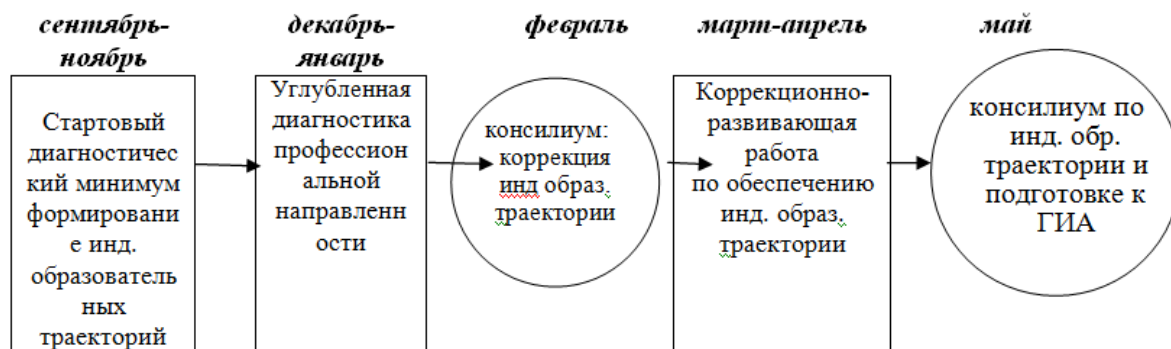 сентябрь-
ноябрь
декабрь-
январь
февраль
март-апрель
май
Стартовый
диагностичес
кий минимум
формировани
е инд.
образователь
ных
траекторий
Углубленная
диагностика
профессион
альной
направленн
ости
консилиум:
коррекция
инд образ.
траектории
Коррекционно-
развивающая
работа
по обеспечению
инд. образ.
траектории
консилиум по
инд. обр.
траектории и
подготовке к
ГИА